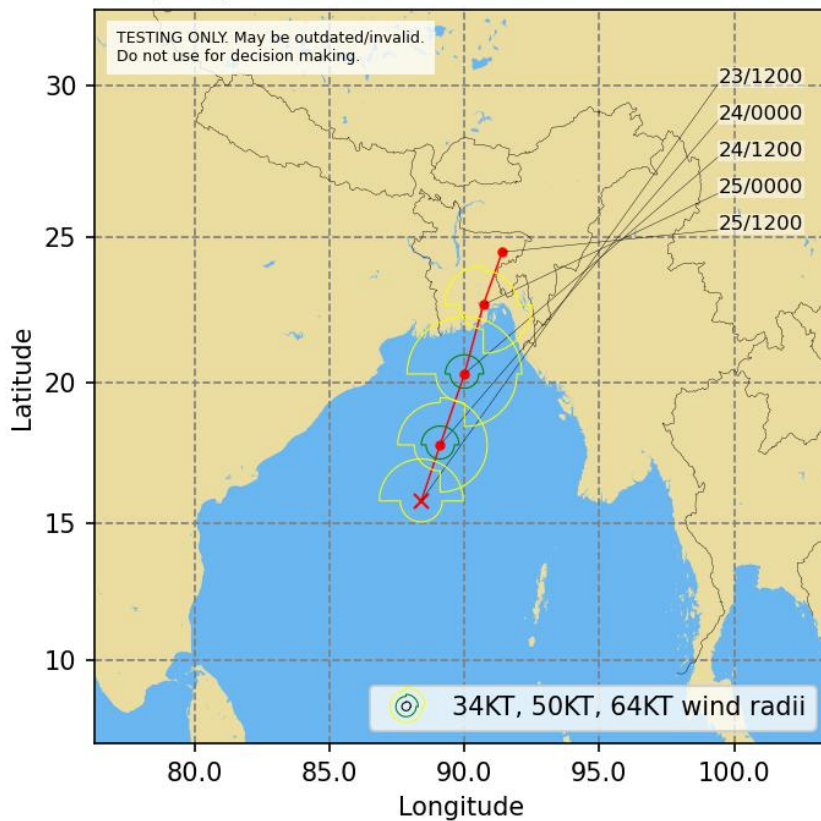 TESTING ONLY. May be outdated/invalid.
Do not use for decision making.
23/1200
24/0000
24/1200
25/0000
25/1200
30
25
20
15
10
Latitude
34KT, 50KT, 64KT wind radii
80.0 85.0 90.0 95.0 100.0
Longitude